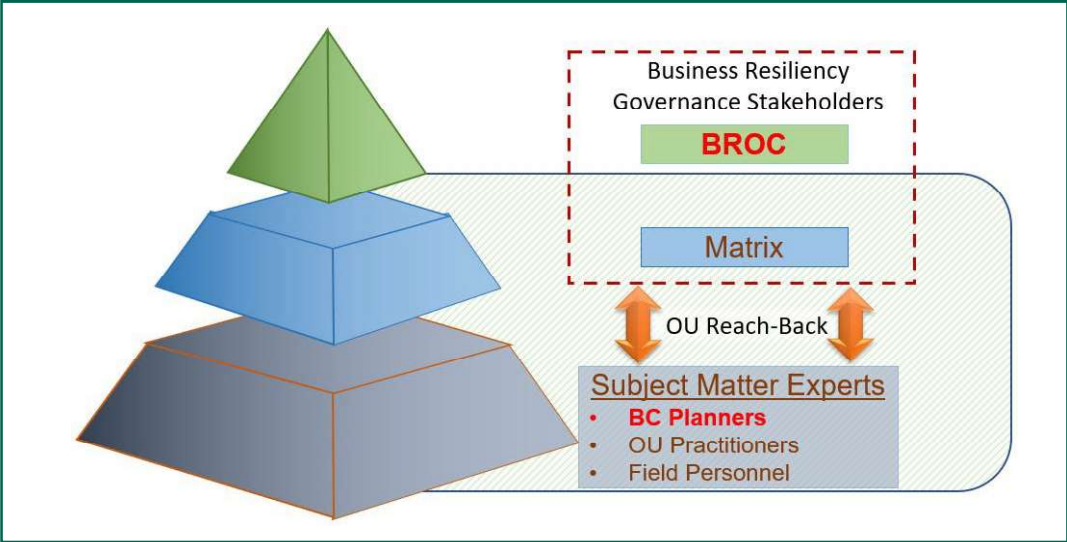 Business Resiliency
Governance Stakeholders
BROC
Matrix
OU Reach-Back
Subject Matter Experts
• BC Planners
• OU Practitioners
• Field Personnel